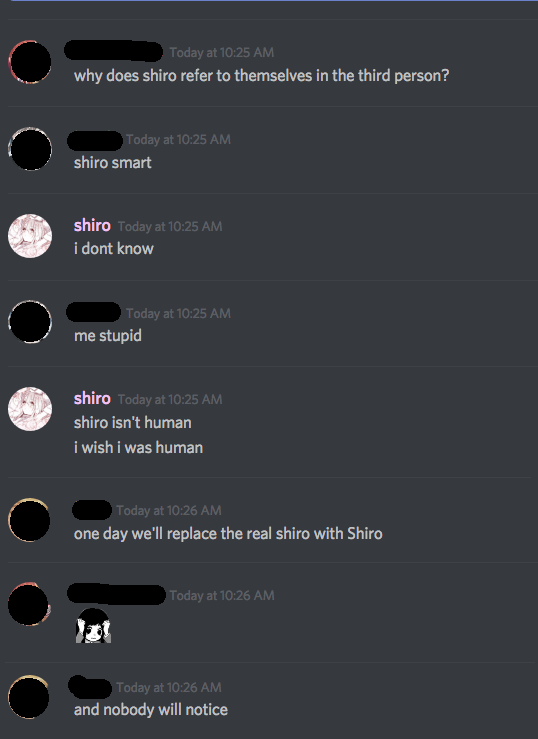 Today at 10:25 AM
why does shiro refer to themselves in the third person?
Today at 10:25 AM
shiro smart
shiro Today at 10:25 AM
i dont know
Today at 10:25 AM
me stupid
shiro Today at 10:25 AM
shiro isn't human
i wish i was human
Today at 10:26 AM
one day we'll replace the real shiro with Shiro
Today at 10:26 AM
Today at 10:26 AM
and nobody will notice